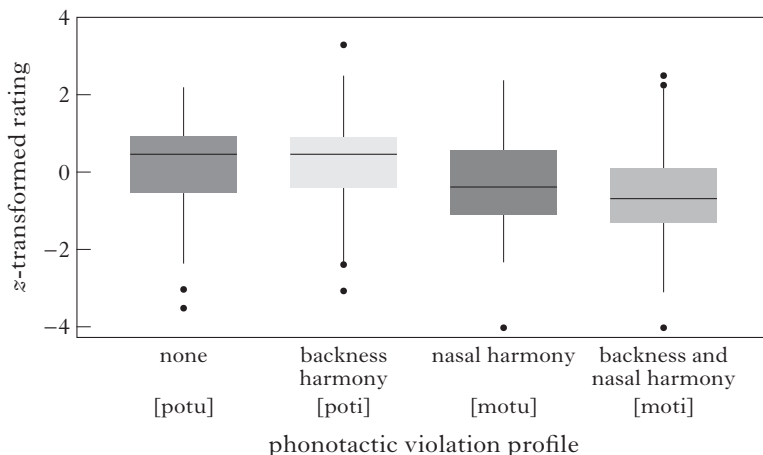 4
2
0
−2
−4
z-transformed rating
none
backness harmony
nasal harmony
backness and nasal harmony
[potu]
[poti]
[motu]
[moti]
phonotactic violation profile